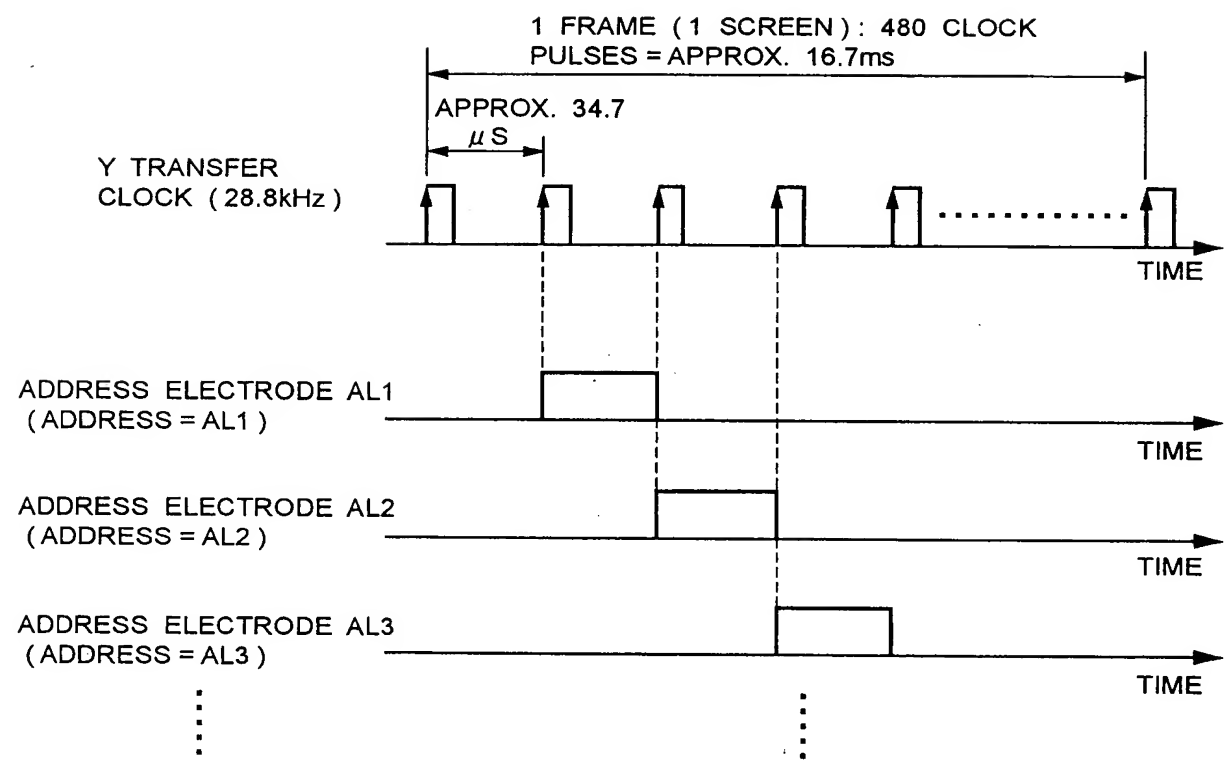 1 FRAME ( 1 SCREEN ) : 480 CLOCK
PULSES = APPROX. 16.7ms
APPROX. 34.7
μS
Y TRANSFER
CLOCK ( 28.8kHz )
TIME
ADDRESS ELECTRODE AL1
( ADDRESS = AL1 )
TIME
ADDRESS ELECTRODE AL2
( ADDRESS = AL2 )
TIME
ADDRESS ELECTRODE AL3
( ADDRESS = AL3 )
TIME